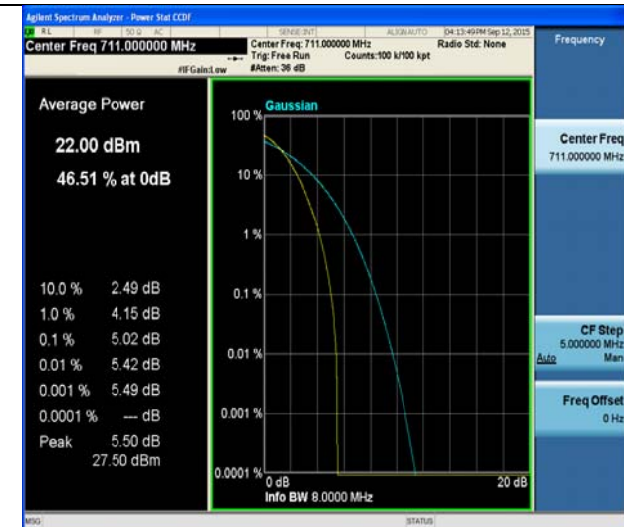 Agilent Spectrum Analyzer - Power Stat CCDF
RL RF 50 Ω AC SENSE:INT ALIGN AUTO 04:13:49PM Sep 12, 2015
Center Freq 711.000000 MHz
Center Freq: 711.000000 MHz Radio Std: None
Trig: Free Run Counts:100 k/100 kpt
#IFGain:Low #Atten: 36 dB
Frequency
Average Power
22.00 dBm
46.51 % at 0dB
10.0 % 2.49 dB
1.0 % 4.15 dB
0.1 % 5.02 dB
0.01 % 5.42 dB
0.001 % 5.49 dB
0.0001 % --- dB
Peak 5.50 dB
27.50 dBm
Gaussian
100 %
10 %
1 %
0.1 %
0.01 %
0.001 %
0.0001 %
0 dB 20 dB
Info BW 8.0000 MHz
Center Freq
711.000000 MHz
CF Step
5.000000 MHz
Auto Man
Freq Offset
0 Hz
MSG STATUS